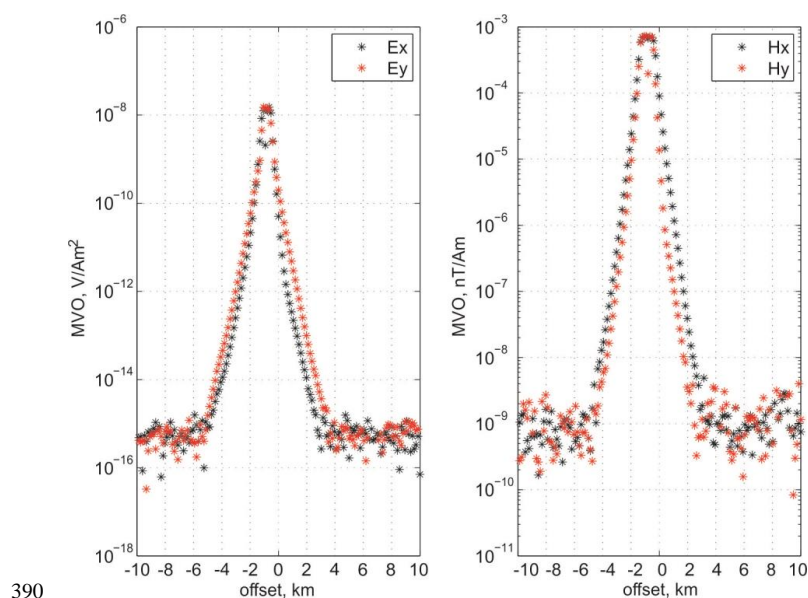 10^-6
10^-8
10^-10
10^-12
10^-14
10^-16
10^-18
MVO, V/Am^2
Ex
Ey
-10 -8 -6 -4 -2 0 2 4 6 8 10
offset, km
10^-3
10^-4
10^-5
10^-6
10^-7
10^-8
10^-9
10^-10
10^-11
MVO, nT/Am
Hx
Hy
-10 -8 -6 -4 -2 0 2 4 6 8 10
offset, km
390